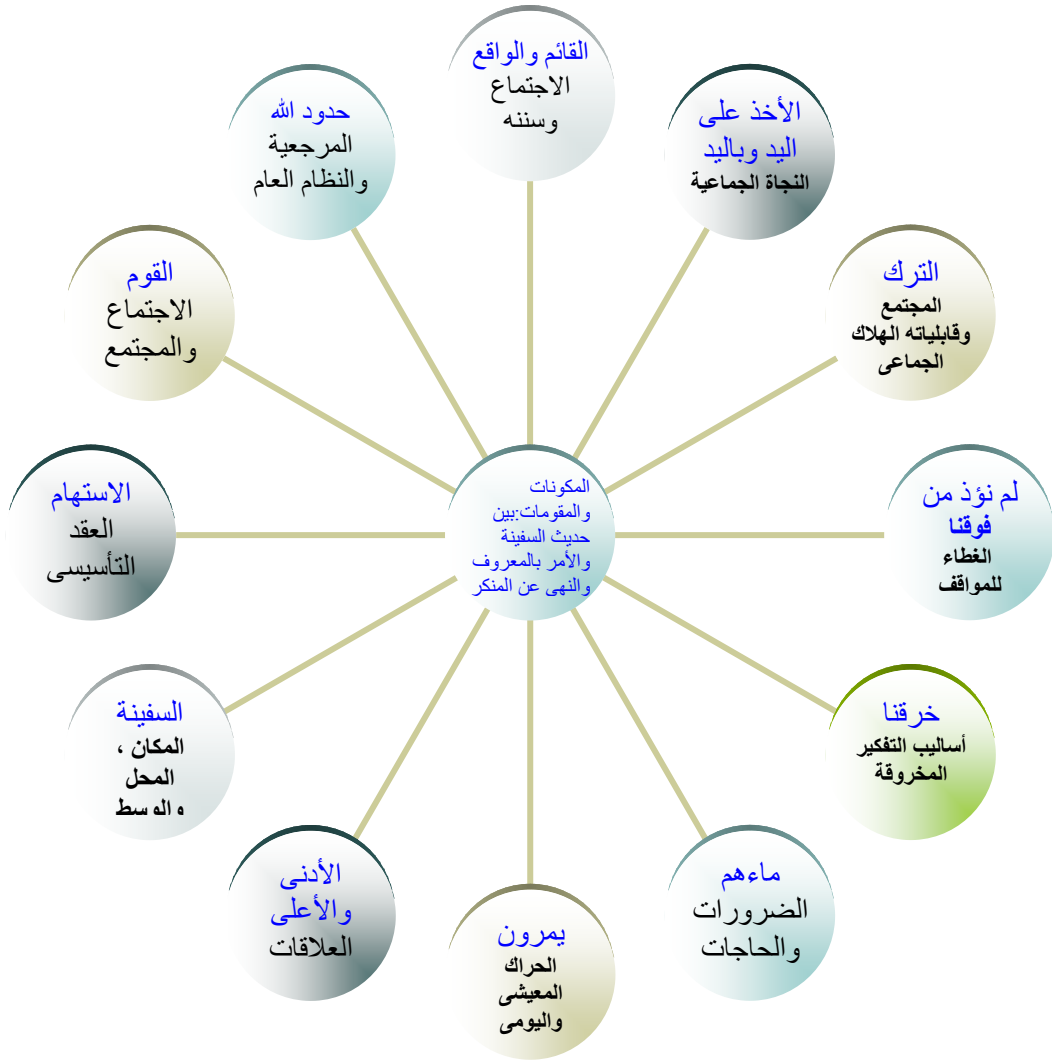 القائم والواقع
الاجتماع
وسننه
حدود الله
المرجعية
والنظام العام
الأخذ على
اليد وباليد
النجاة الجماعية
القوم
الاجتماع
والمجتمع
الترك
المجتمع
وقابلياته الهلاك
الجماعى
الاستهام
العقد
التأسيسى
المكونات
والمقومات:بين
حديث السفينة
والأمر بالمعروف
والنهى عن المنكر
لم نؤذ من
فوقنا
الغطاء
للمواقف
السفينة
المكان ،
المحل
والوسط
خرقنا
أساليب التفكير
المخروقة
الأدنى
والأعلى
العلاقات
يمرون
الحراك
المعيشى
واليومى
ماءهم
الضرورات
والحاجات